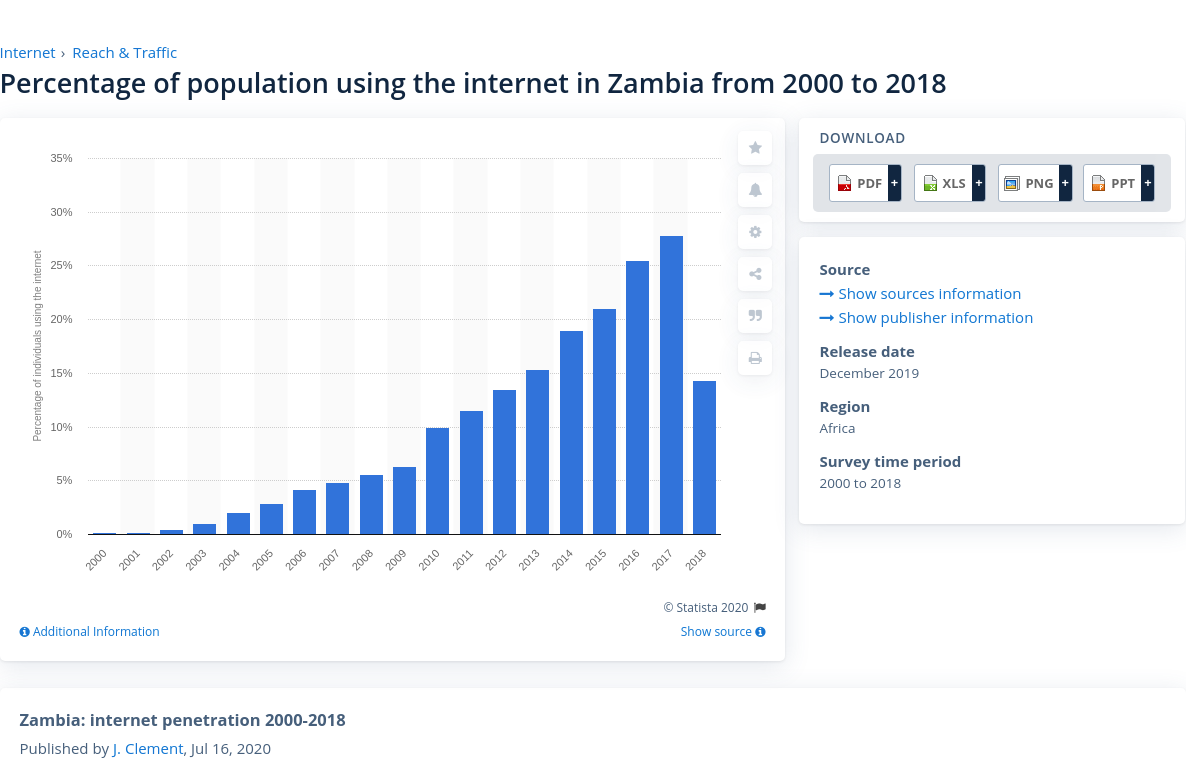 Internet › Reach & Traffic
Percentage of population using the internet in Zambia from 2000 to 2018
Percentage of individuals using the internet
35%
30%
25%
20%
15%
10%
5%
0%
2000
2001
2002
2003
2004
2005
2006
2007
2008
2009
2010
2011
2012
2013
2014
2015
2016
2017
2018
© Statista 2020
Additional Information
Show source
DOWNLOAD
PDF + XLS + PNG + PPT +
Source
Show sources information
Show publisher information
Release date
December 2019
Region
Africa
Survey time period
2000 to 2018
Zambia: internet penetration 2000-2018
Published by J. Clement, Jul 16, 2020